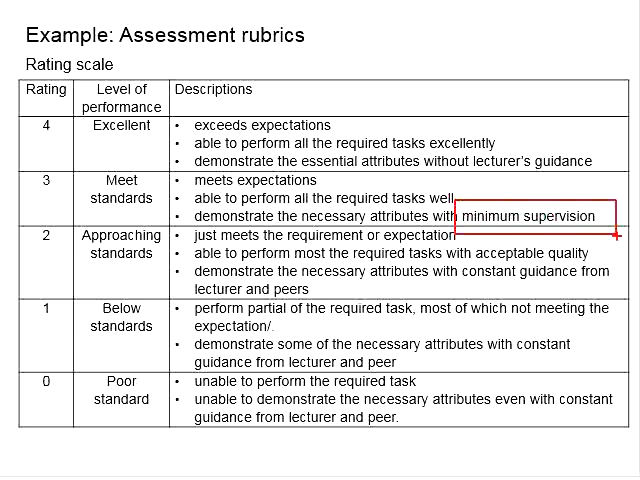 Example: Assessment rubrics
Rating scale
Rating Level of performance Descriptions
4 Excellent • exceeds expectations
• able to perform all the required tasks excellently
• demonstrate the essential attributes without lecturer's guidance
3 Meet standards • meets expectations
• able to perform all the required tasks well
• demonstrate the necessary attributes with minimum supervision
2 Approaching standards • just meets the requirement or expectation
• able to perform most the required tasks with acceptable quality
• demonstrate the necessary attributes with constant guidance from
lecturer and peers
1 Below standards • perform partial of the required task, most of which not meeting the
expectation/.
• demonstrate some of the necessary attributes with constant
guidance from lecturer and peer
0 Poor standard • unable to perform the required task
• unable to demonstrate the necessary attributes even with constant
guidance from lecturer and peer.